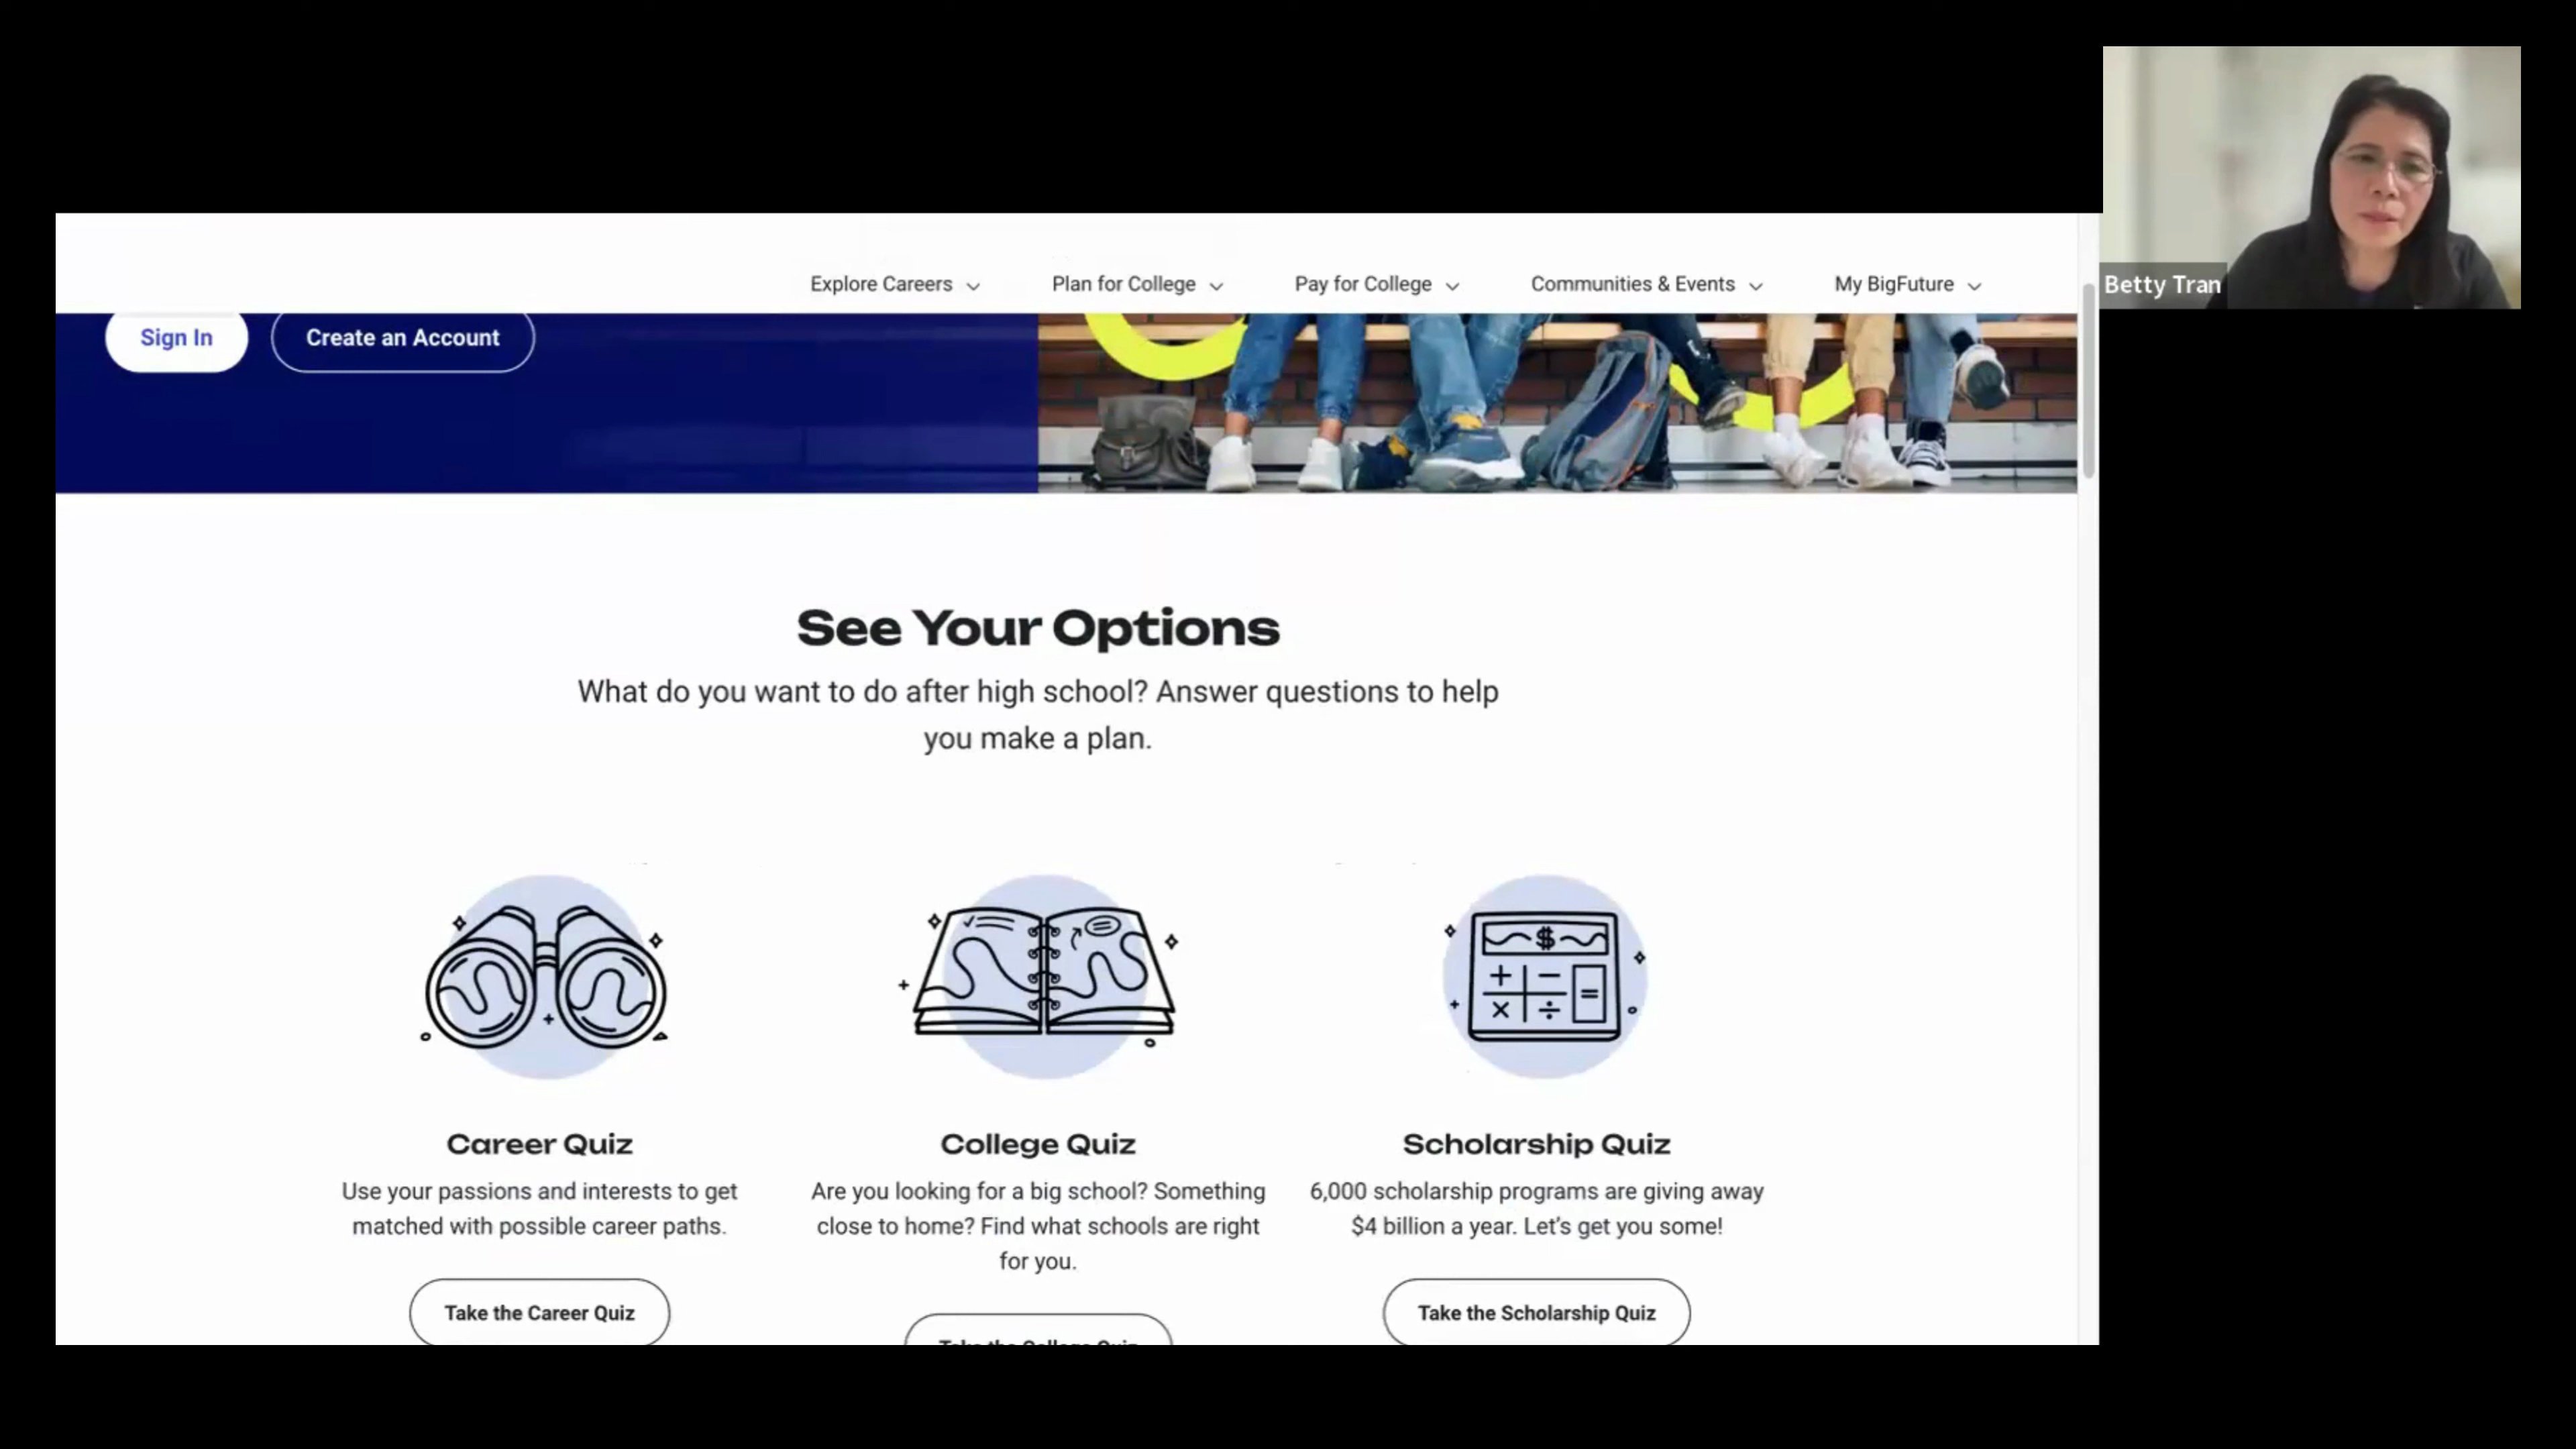 Explore Careers
Plan for College
Pay for College
Communities & Events
My BigFuture
Betty Tran
Sign In
Create an Account
See Your Options
What do you want to do after high school? Answer questions to help
you make a plan.
$
+ −
× ÷ =
Career Quiz
Use your passions and interests to get
matched with possible career paths.
Take the Career Quiz
College Quiz
Are you looking for a big school? Something
close to home? Find what schools are right
for you.
Take the College Quiz
Scholarship Quiz
6,000 scholarship programs are giving away
$4 billion a year. Let's get you some!
Take the Scholarship Quiz